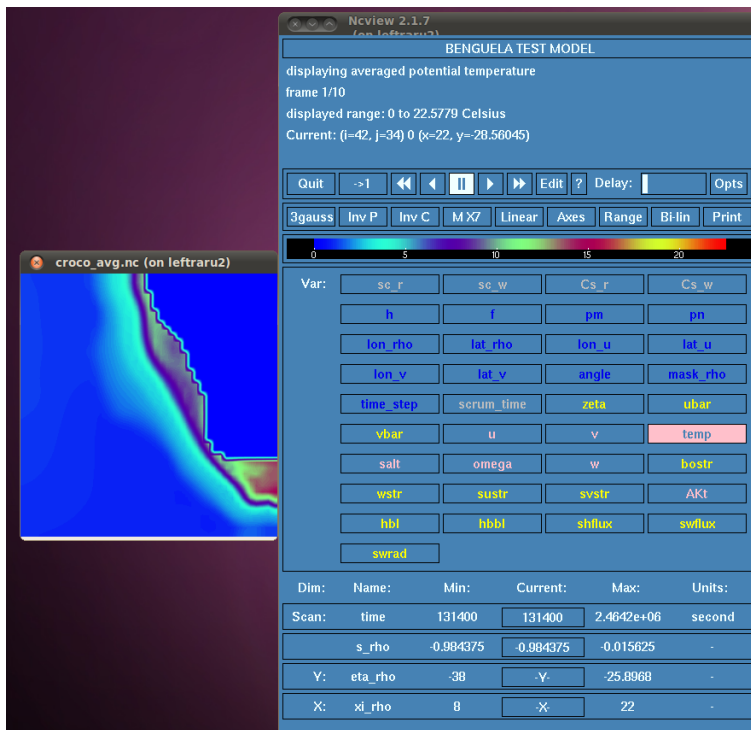 Ncview 2.1.7
(on leftraru2)
BENGUELA TEST MODEL
displaying averaged potential temperature
frame 1/10
displayed range: 0 to 22.5779 Celsius
Current: (i=42, j=34) 0 (x=22, y=-28.56045)
Quit ->1 Edit ? Delay: Opts
3gauss Inv P Inv C M X7 Linear Axes Range Bi-lin Print
0 5 10 15 20
croco_avg.nc (on leftraru2)
Var: sc_r sc_w Cs_r Cs_w
h f pm pn
lon_rho lat_rho lon_u lat_u
lon_v lat_v angle mask_rho
time_step scrum_time zeta ubar
vbar u v temp
salt omega w bostr
wstr sustr svstr AKt
hbl hbbl shflux swflux
swrad
Dim: Name: Min: Current: Max: Units:
Scan: time 131400 131400 2.4642e+06 second
s_rho -0.984375 -0.984375 -0.015625 -
Y: eta_rho -38 -Y- -25.8968 -
X: xi_rho 8 -X- 22 -